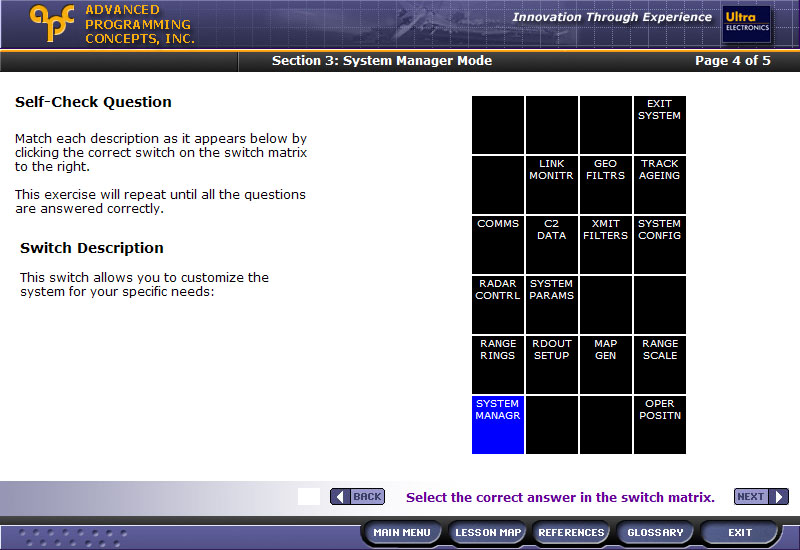 apc
ADVANCED
PROGRAMMING
CONCEPTS, INC.
Innovation Through Experience
Ultra
ELECTRONICS
Section 3: System Manager Mode
Page 4 of 5
Self-Check Question
Match each description as it appears below by
clicking the correct switch on the switch matrix
to the right.
This exercise will repeat until all the questions
are answered correctly.
Switch Description
This switch allows you to customize the
system for your specific needs:
EXIT
SYSTEM
LINK
MONITR
GEO
FILTRS
TRACK
AGEING
COMMS
C2
DATA
XMIT
FILTERS
SYSTEM
CONFIG
RADAR
CONTRL
SYSTEM
PARAMS
RANGE
RINGS
RDOUT
SETUP
MAP
GEN
RANGE
SCALE
SYSTEM
MANAGR
OPER
POSITN
BACK
Select the correct answer in the switch matrix.
NEXT
MAIN MENU
LESSON MAP
REFERENCES
GLOSSARY
EXIT